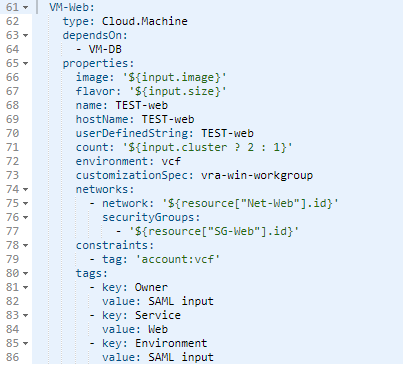 61 VM-Web:
62 type: Cloud.Machine
63 dependsOn:
64 - VM-DB
65 properties:
66 image: '${input.image}'
67 flavor: '${input.size}'
68 name: TEST-web
69 hostName: TEST-web
70 userDefinedString: TEST-web
71 count: '${input.cluster ? 2 : 1}'
72 environment: vcf
73 customizationSpec: vra-win-workgroup
74 networks:
75 - network: '${resource["Net-Web"].id}'
76 securityGroups:
77 - '${resource["SG-Web"].id}'
78 constraints:
79 - tag: 'account:vcf'
80 tags:
81 - key: Owner
82 value: SAML input
83 - key: Service
84 value: Web
85 - key: Environment
86 value: SAML input